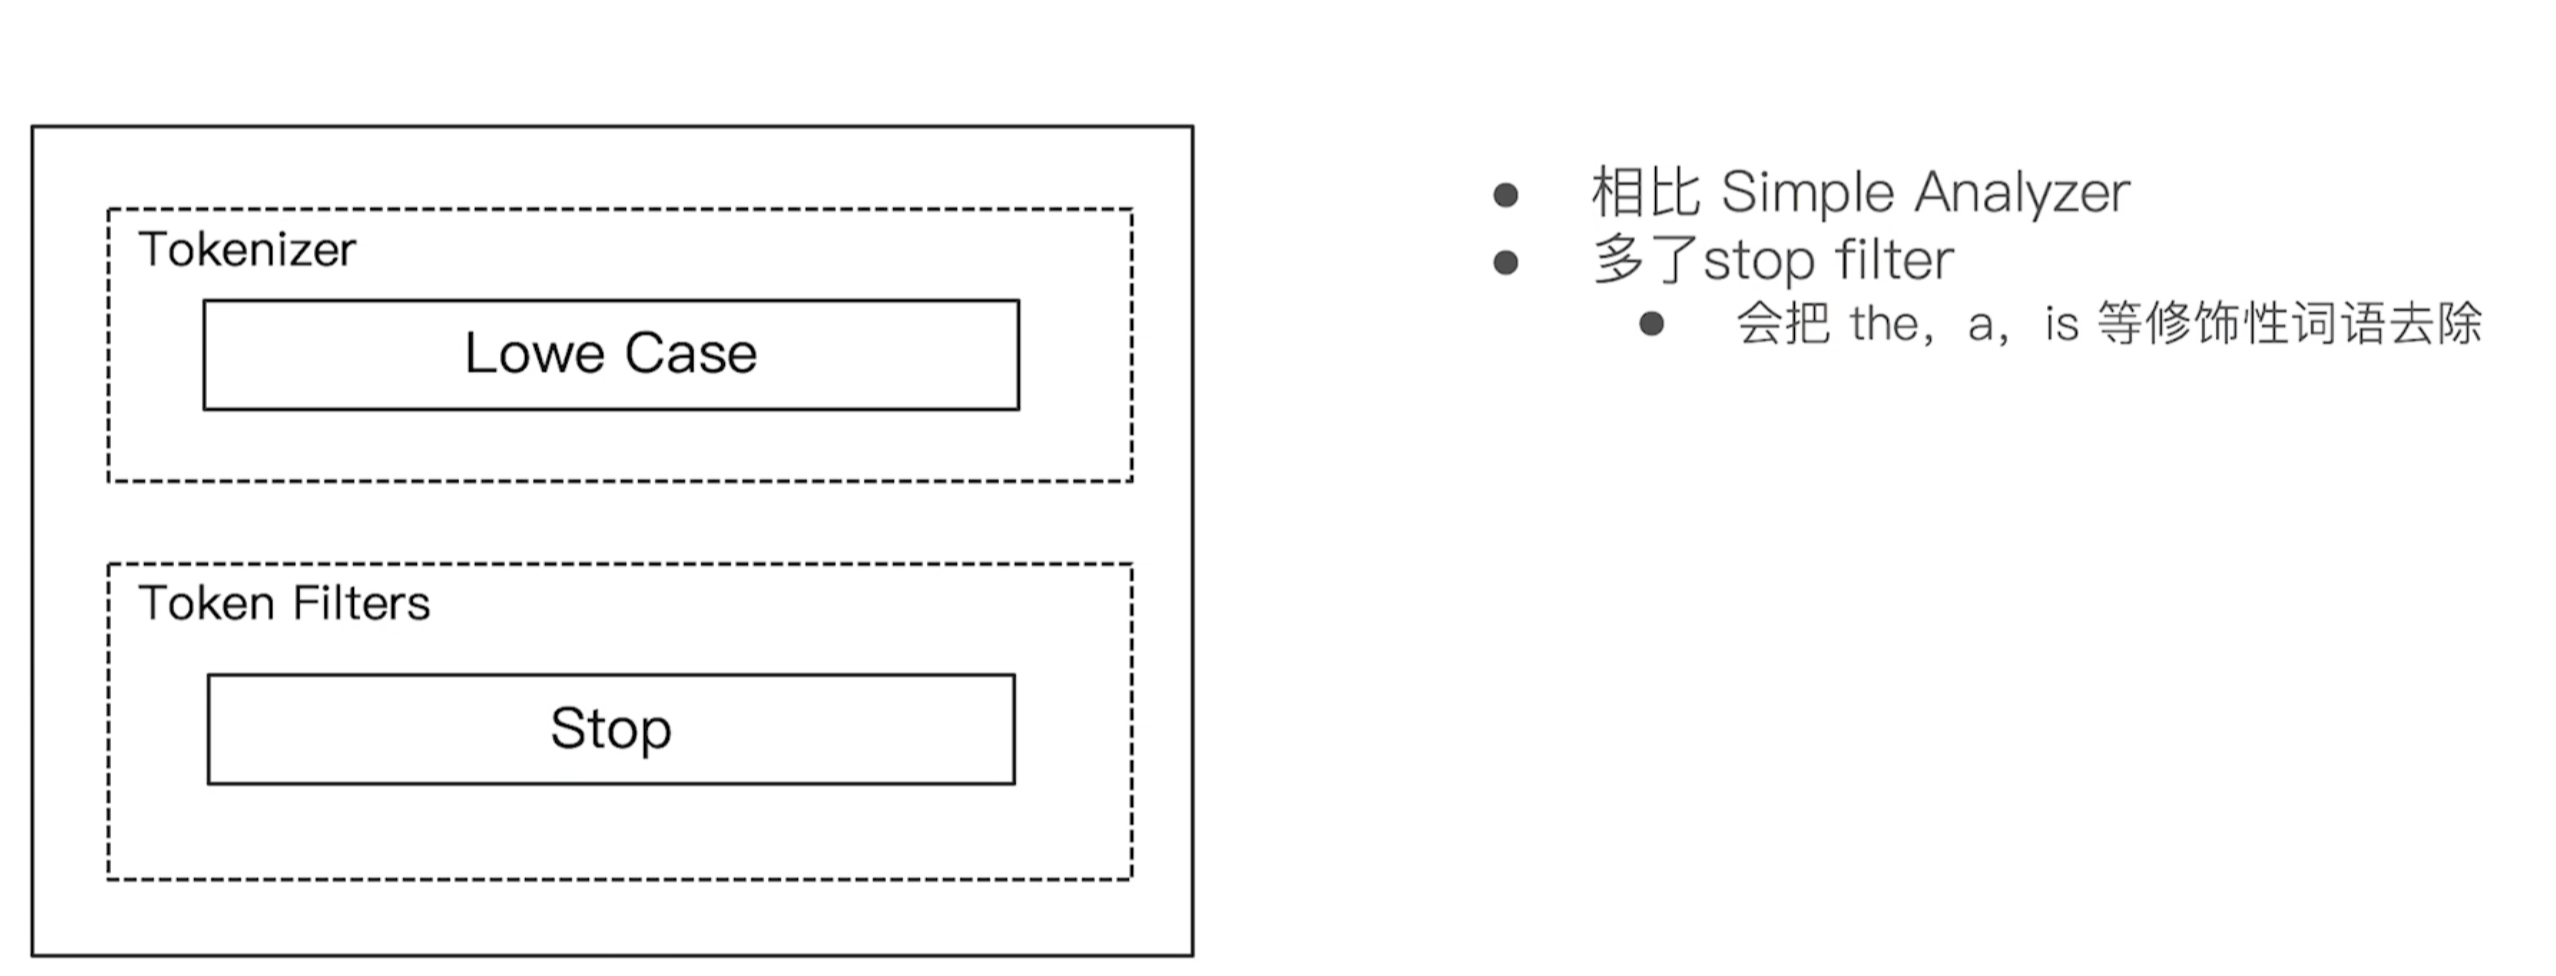 Tokenizer
Lowe Case
Token Filters
Stop
相比 Simple Analyzer
多了stop filter
会把 the，a，is 等修饰性词语去除